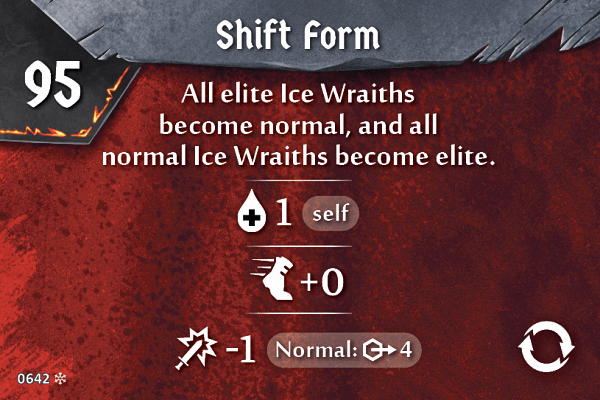 Shift Form
95
All elite Ice Wraiths
become normal, and all
normal Ice Wraiths become elite.
1 self
+0
-1 Normal: 4
0642